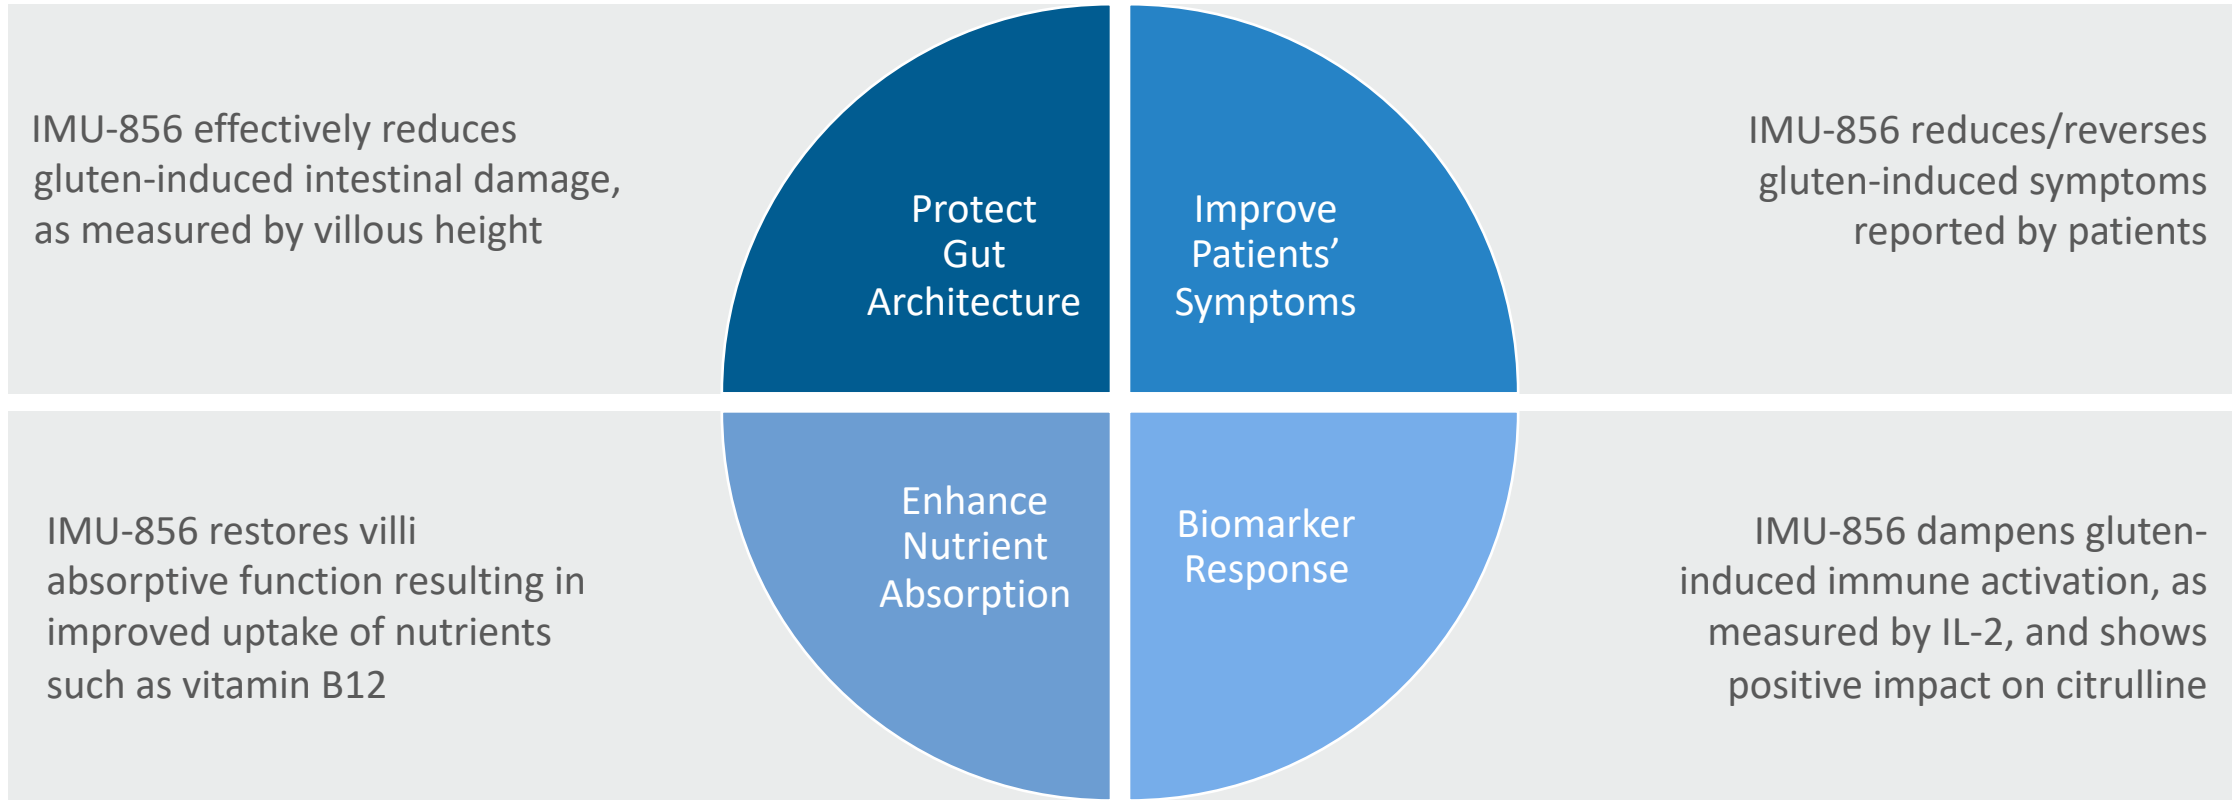 IMU-856 effectively reduces
gluten-induced intestinal damage,
as measured by villous height
Protect
Gut
Architecture
Improve
Patients’
Symptoms
IMU-856 reduces/reverses
gluten-induced symptoms
reported by patients
IMU-856 restores villi
absorptive function resulting in
improved uptake of nutrients
such as vitamin B12
Enhance
Nutrient
Absorption
Biomarker
Response
IMU-856 dampens gluten-
induced immune activation, as
measured by IL-2, and shows
positive impact on citrulline